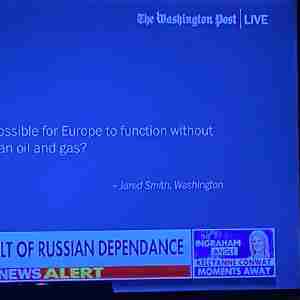 The Washington Post LIVE
ossible for Europe to function without
an oil and gas?
- Jared Smith, Washington
LT OF RUSSIAN DEPENDANCE
NEWS ALERT
INGRAHAM
ANGLE
KELLYANNE CONWAY
MOMENTS AWAY